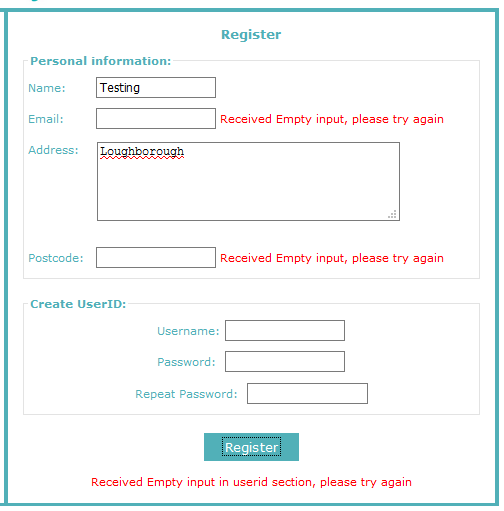 Register
Personal information:
Name: Testing
Email: Received Empty input, please try again
Address: Loughborough
Postcode: Received Empty input, please try again
Create UserID:
Username:
Password:
Repeat Password:
Register
Received Empty input in userid section, please try again